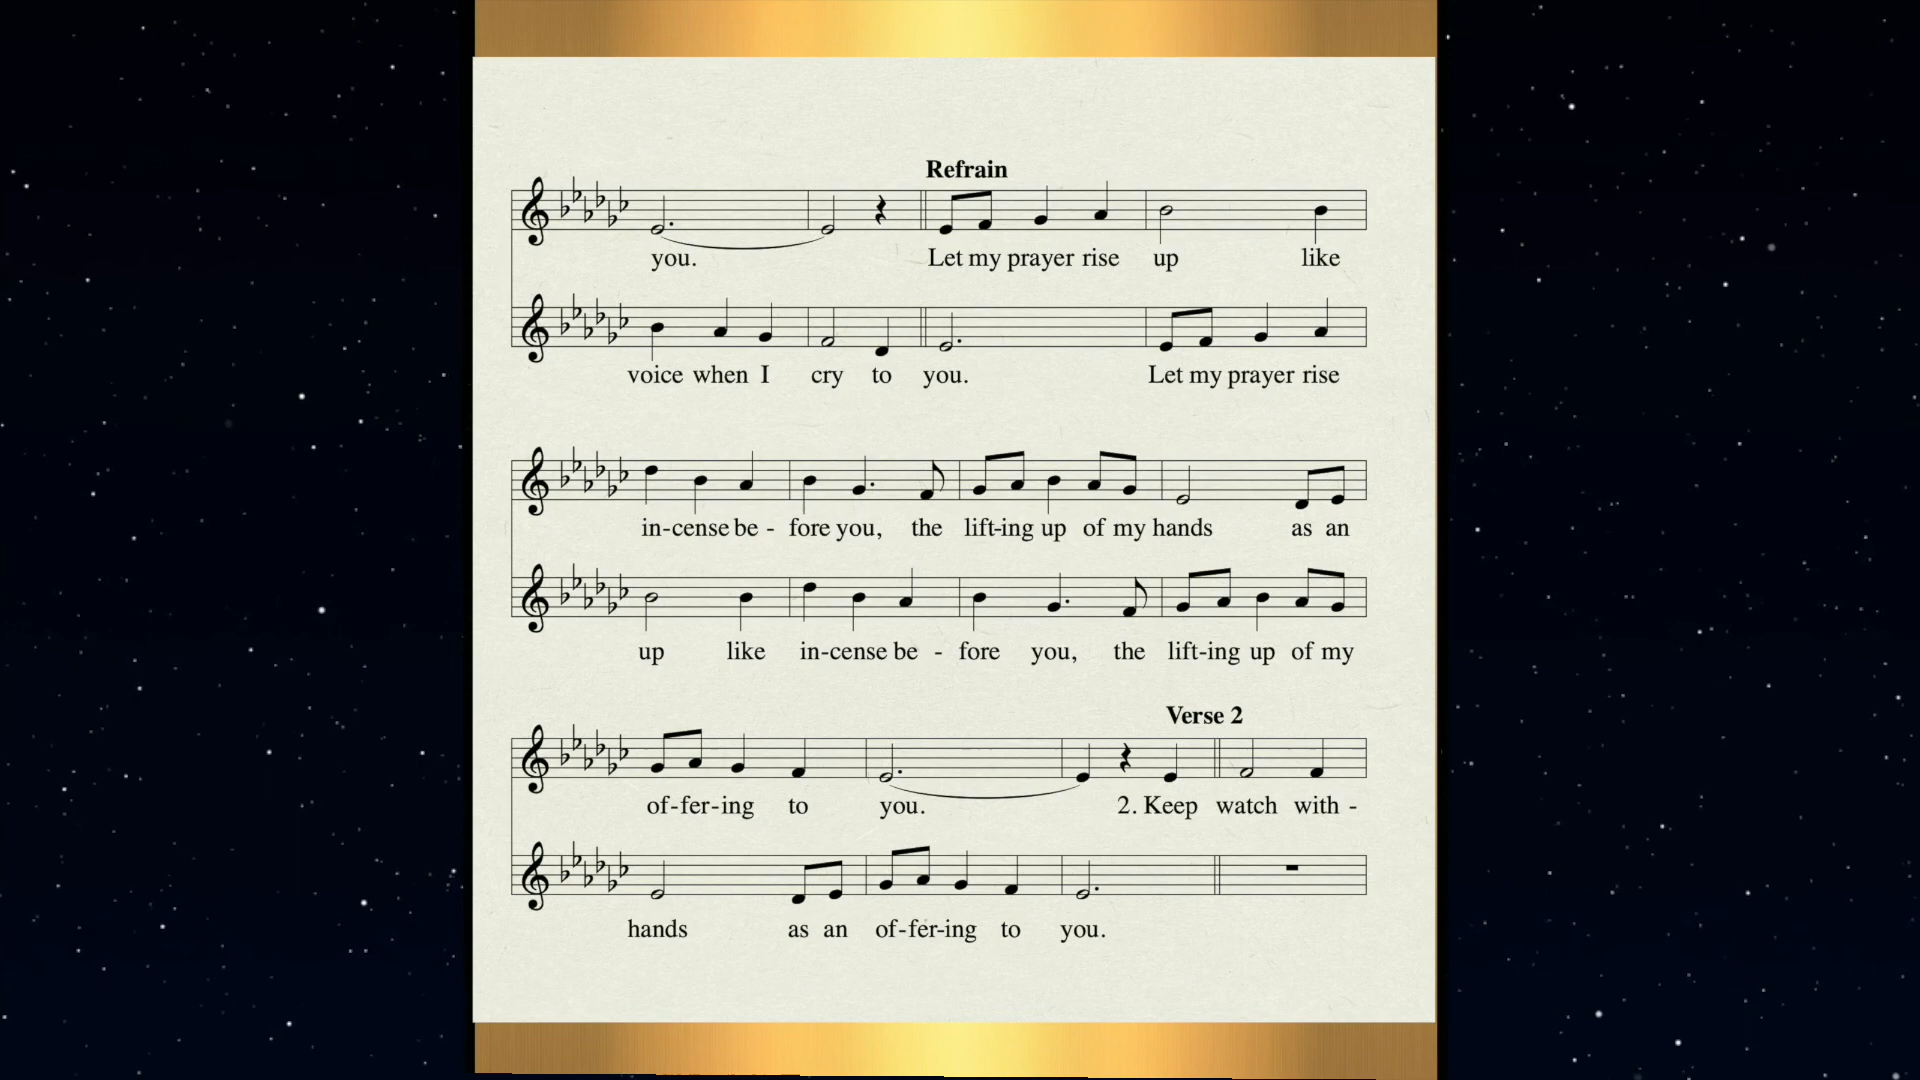 Refrain
you. Let my prayer rise up like
voice when I cry to you. Let my prayer rise
in-cense be - fore you, the lift-ing up of my hands as an
up like in-cense be - fore you, the lift-ing up of my
Verse 2
of-fer-ing to you. 2. Keep watch with -
hands as an of-fer-ing to you.